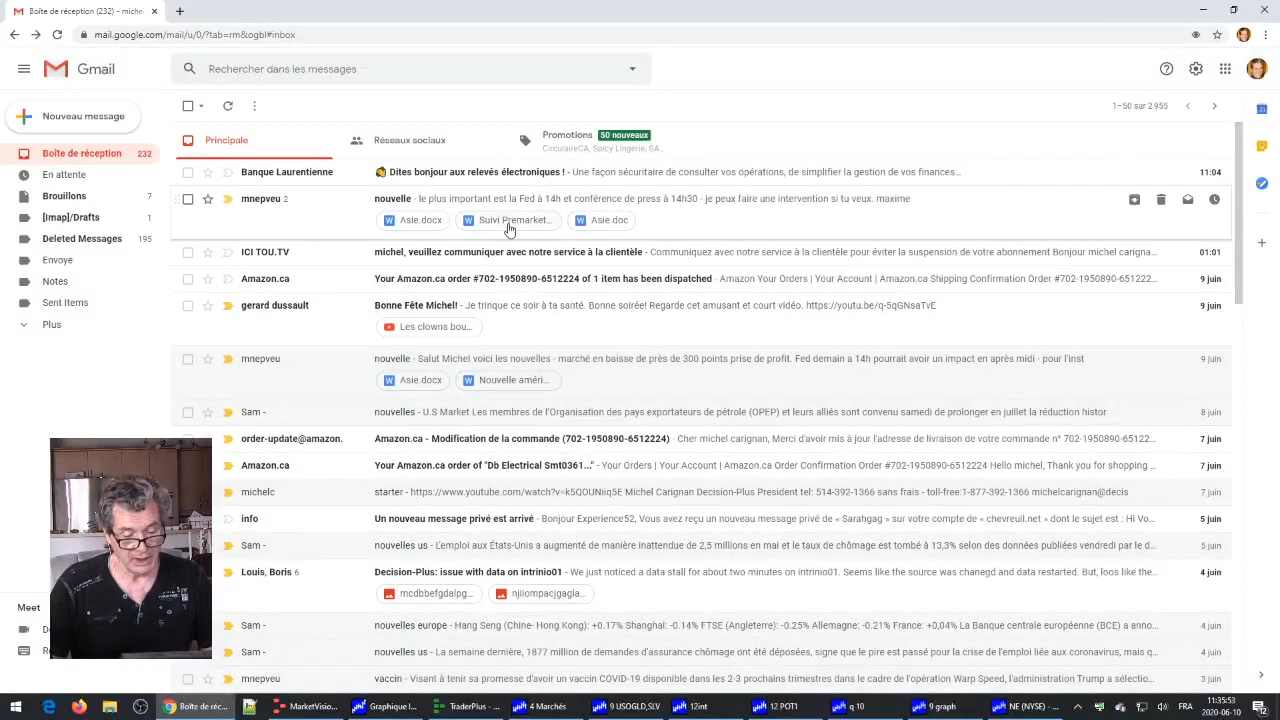 Boîte de réception (232) - miche
mail.google.com/mail/u/0/?tab=rm&ogbl#inbox
Gmail
Rechercher dans les messages
Nouveau message
1–50 sur 2 955
Principale
Réseaux sociaux
Promotions 50 nouveaux
CirculaireCA, Spicy Lingerie, SA...
Boîte de réception 232
En attente
Brouillons 7
[Imap]/Drafts 1
Deleted Messages 195
Envoye
Notes
Sent Items
Plus
Banque Laurentienne Dites bonjour aux relevés électroniques ! - Une façon sécuritaire de consulter vos opérations, de simplifier la gestion de vos finances... 11:04
mnepveu 2 nouvelle - le plus important est la Fed à 14h et conférence de press à 14h30 - je peux faire une intervention si tu veux. maxime
Asie.docx Suivi Premarket... Asie.doc
ICI TOU.TV michel, veuillez communiquer avec notre service à la clientèle - Communiquez avec notre service à la clientèle pour éviter la suspension de votre abonnement Bonjour michel carigna... 01:01
Amazon.ca Your Amazon.ca order #702-1950890-6512224 of 1 item has been dispatched - Amazon Your Orders | Your Account | Amazon.ca Shipping Confirmation Order #702-1950890-65122... 9 juin
gerard dussault Bonne Fête Michel! - Je trinque ce soir à ta santé. Bonne soirée! Regarde cet amusant et court vidéo. https://youtu.be/q-5qGNsaTvE 9 juin
Les clowns bou...
mnepveu nouvelle - Salut Michel voici les nouvelles - marché en baisse de près de 300 points prise de profit. Fed demain a 14h pourrait avoir un impact en après midi - pour l'inst 9 juin
Asie.docx Nouvelle améri...
Sam - nouvelles - U.S Market Les membres de l'Organisation des pays exportateurs de pétrole (OPEP) et leurs alliés sont convenu samedi de prolonger en juillet la réduction histor 8 juin
order-update@amazon. Amazon.ca - Modification de la commande (702-1950890-6512224) - Cher michel carignan, Merci d'avoir mis à jour l'adresse de livraison de votre commande n° 702-1950890-65122... 7 juin
Amazon.ca Your Amazon.ca order of "Db Electrical Smt0361..." - Your Orders | Your Account | Amazon.ca Order Confirmation Order #702-1950890-6512224 Hello michel, Thank you for shopping ... 7 juin
michelc starter - https://www.youtube.com/watch?v=k5QOUNiiq5E Michel Carignan Decision-Plus President tel: 514-392-1366 sans frais - toll-free:1-877-392-1366 michelcarignan@decis 7 juin
info Un nouveau message privé est arrivé - Bonjour Experience52, Vous avez reçu un nouveau message privé de « Sarahgag » sur votre compte de « chevreuil.net » dont le sujet est : Hi Vo... 5 juin
Sam - nouvelles us - L'emploi aux États-Unis a augmenté de manière inattendue de 2,5 millions en mai et le taux de chômage est tombé à 13,3% selon des données publiées vendredi par le d... 5 juin
Louis, Boris 6 Decision-Plus: issue with data on intrinio01 - We just noticed a data stall for about two minutes on intrinio01. Seems like the source was chanegd and data restarted. But, loos like the... 4 juin
mcdbbefgdalpg... njiiompacjgagla...
Sam - nouvelles europe - Hang Seng (Chine- Hong Kong): +0.17% Shanghai: -0.14% FTSE (Angleterre): -0.25% Allemagne: -0.21% France: +0,04% La Banque centrale européenne (BCE) a anno... 4 juin
Sam - nouvelles us - La semaine dernière, 1877 million de demandes d'assurance chômage ont été déposées, signe que le pire est passé pour la crise de l'emploi liée aux coronavirus, mais q... 4 juin
mnepveu vaccin - Visant à tenir sa promesse d'avoir un vaccin COVID-19 disponible dans les 2-3 prochains trimestres dans le cadre de l'opération Warp Speed, l'administration Trump a sélectio... 3 juin
Meet
Boîte de réc...
MarketVisio...
Graphique I...
TraderPlus - ...
4 Marchés
9 USOGLD,SLV
12int
12 POT1
q 10
9 graph
NE (NVSE) - ...
FRA
11:35:53
2020-06-10
12